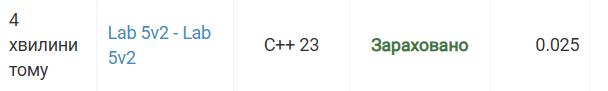 4
хвилини
тому
Lab 5v2 - Lab
5v2
C++ 23
Зараховано
0.025